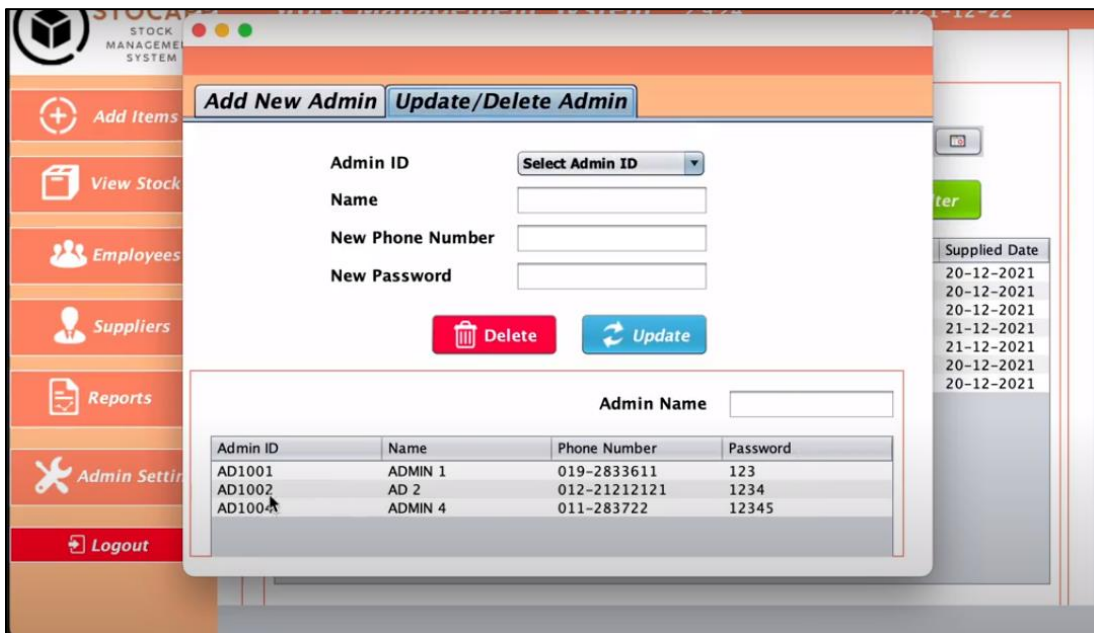 STOCK
MANAGEME
SYSTEM
Stock Management System
2021-12-22
Add New Admin
Update/Delete Admin
Add Items
View Stock
Employees
Suppliers
Reports
Admin Settin
Logout
Admin ID
Select Admin ID
Name
New Phone Number
New Password
Delete
Update
Admin Name
Admin ID Name Phone Number Password
AD1001 ADMIN 1 019-2833611 123
AD1002 AD 2 012-21212121 1234
AD1004 ADMIN 4 011-283722 12345
lter
Supplied Date
20-12-2021
20-12-2021
20-12-2021
21-12-2021
21-12-2021
20-12-2021
20-12-2021